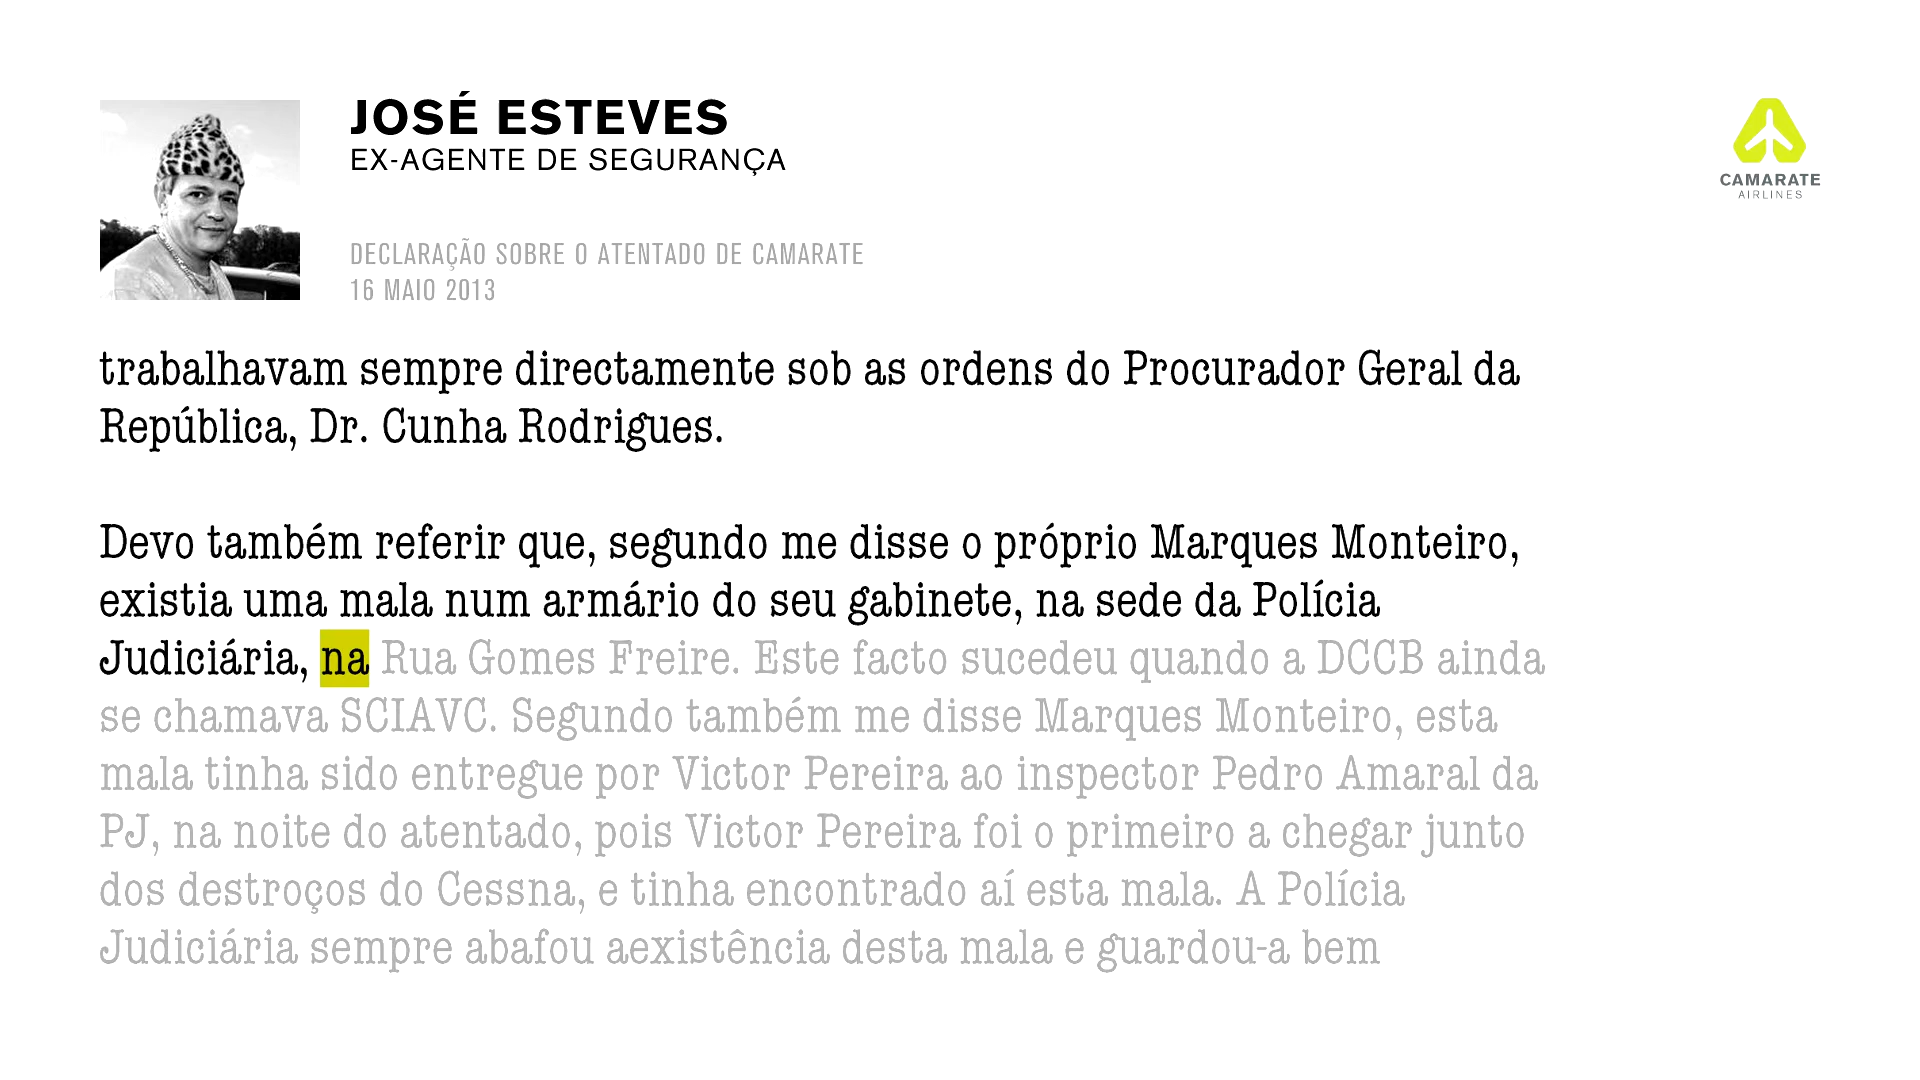 JOSÉ ESTEVES
EX-AGENTE DE SEGURANÇA
CAMARATE
AIRLINES
DECLARAÇÃO SOBRE O ATENTADO DE CAMARATE
16 MAIO 2013
trabalhavam sempre directamente sob as ordens do Procurador Geral da
República, Dr. Cunha Rodrigues.
Devo também referir que, segundo me disse o próprio Marques Monteiro,
existia uma mala num armário do seu gabinete, na sede da Polícia
Judiciária, na Rua Gomes Freire. Este facto sucedeu quando a DCCB ainda
se chamava SCIAVC. Segundo também me disse Marques Monteiro, esta
mala tinha sido entregue por Victor Pereira ao inspector Pedro Amaral da
PJ, na noite do atentado, pois Victor Pereira foi o primeiro a chegar junto
dos destroços do Cessna, e tinha encontrado aí esta mala. A Polícia
Judiciária sempre abafou aexistência desta mala e guardou-a bem